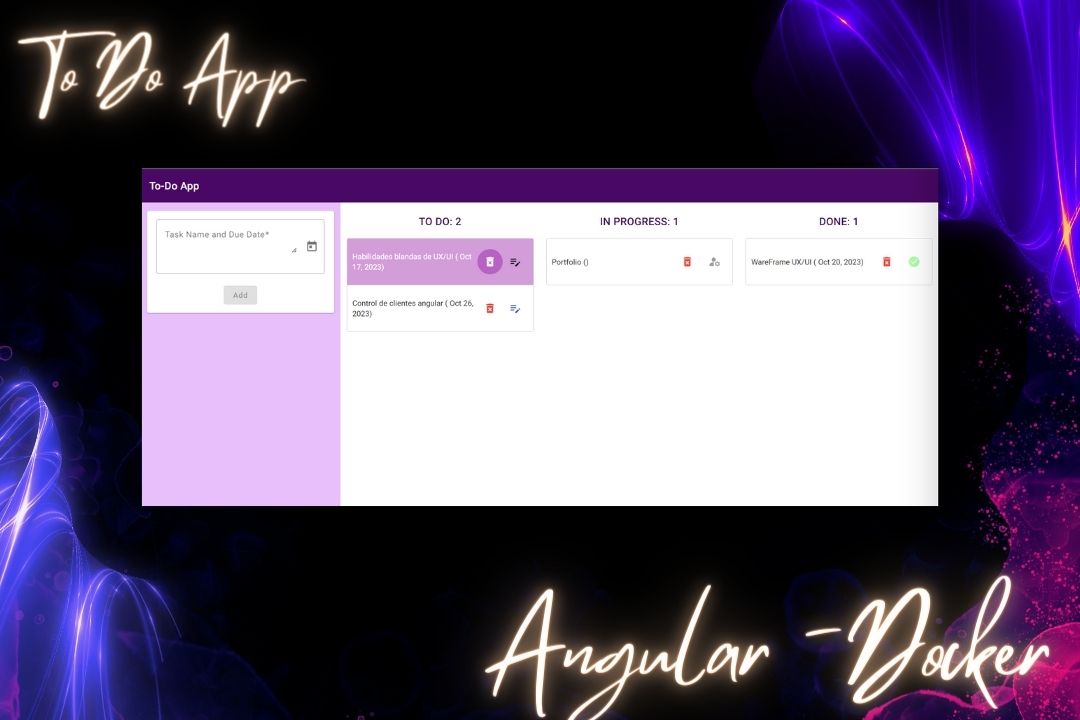 To Do App
To-Do App
Task Name and Due Date*
Add
TO DO: 2
Habilidades blandas de UX/UI ( Oct
17, 2023)
Control de clientes angular ( Oct 26,
2023)
IN PROGRESS: 1
Portfolio ()
DONE: 1
WareFrame UX/UI ( Oct 20, 2023)
Angular - Docker